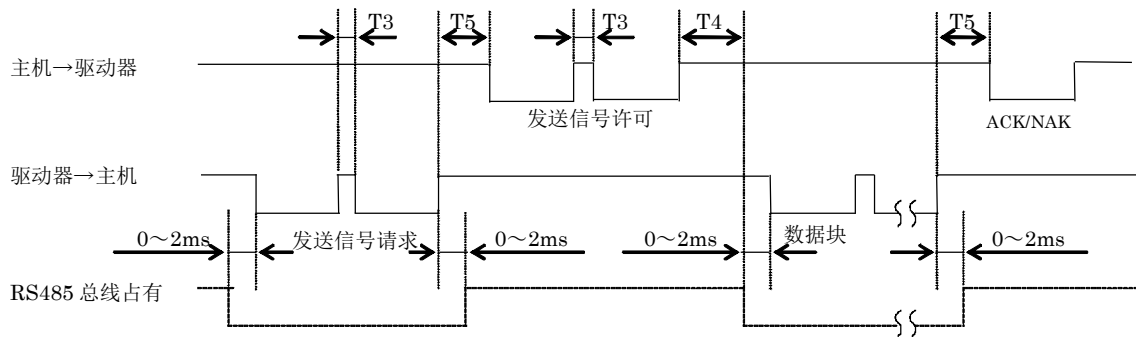 T3 T5 T3 T4 T5
主机→驱动器
发送信号许可
ACK/NAK
驱动器→主机
0～2ms 发送信号请求 0～2ms 0～2ms 数据块 0～2ms
RS485 总线占有